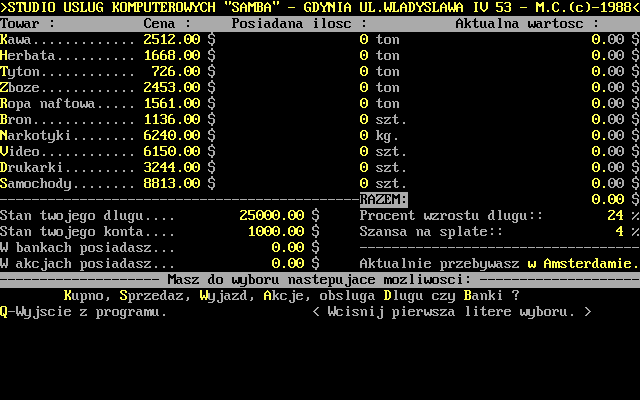 >STUDIO USLUG KOMPUTEROWYCH "SAMBA" - GDYNIA UL.WLADYSLAWA IV 53 - M.C.(c)-1988<
Towar : Cena : Posiadana ilosc : Aktualna wartosc :
Kawa............. 2512.00 $ 0 ton 0.00 $
Herbata.......... 1668.00 $ 0 ton 0.00 $
Tyton............ 726.00 $ 0 ton 0.00 $
Zboze............ 2453.00 $ 0 ton 0.00 $
Ropa naftowa..... 1561.00 $ 0 ton 0.00 $
Bron............. 1136.00 $ 0 szt. 0.00 $
Narkotyki........ 6240.00 $ 0 kg. 0.00 $
Video............ 6150.00 $ 0 szt. 0.00 $
Drukarki......... 3244.00 $ 0 szt. 0.00 $
Samochody........ 8813.00 $ 0 szt. 0.00 $
RAZEM: 0.00 $
Stan twojego dlugu.... 25000.00 $ Procent wzrostu dlugu:: 24 %
Stan twojego konta.... 1000.00 $ Szansa na splate:: 4 %
W bankach posiadasz... 0.00 $
W akcjach posiadasz... 0.00 $ Aktualnie przebywasz w Amsterdamie.
Masz do wyboru nastepujace mozliwosci:
Kupno, Sprzedaz, Wyjazd, Akcje, obsluga Dlugu czy Banki ?
Q-Wyjscie z programu. < Wcisnij pierwsza litere wyboru. >